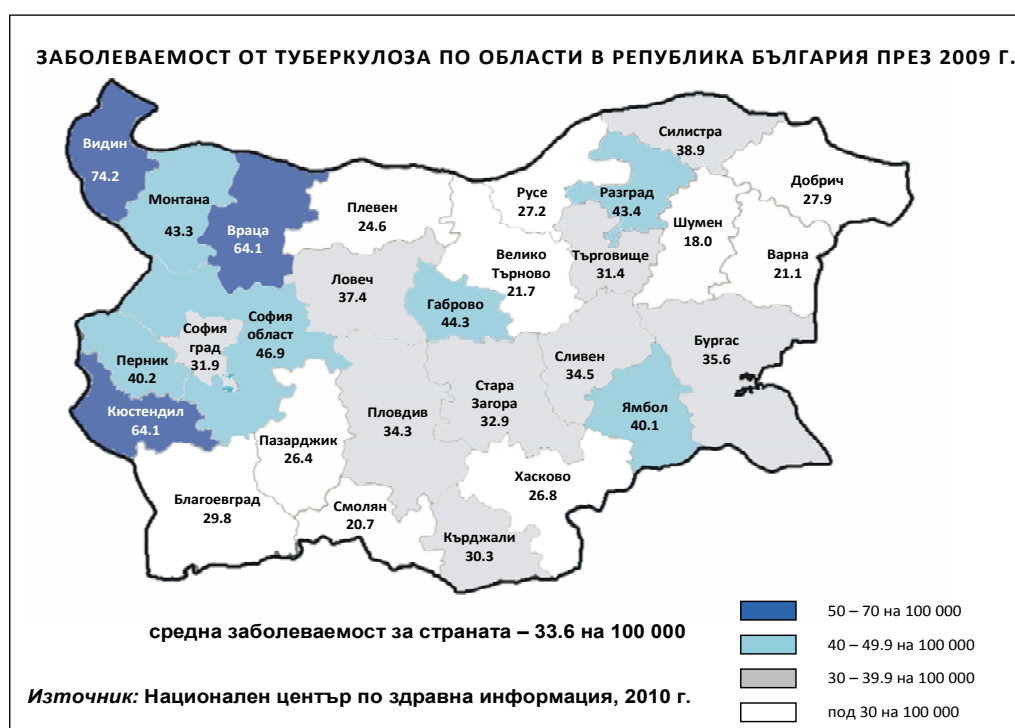 ЗАБОЛЕВАЕМОСТ ОТ ТУБЕРКУЛОЗА ПО ОБЛАСТИ В РЕПУБЛИКА БЪЛГАРИЯ ПРЕЗ 2009 Г.
Видин
74.2
Монтана
43.3
Враца
64.1
Плевен
24.6
Русе
27.2
Силистра
38.9
Разград
43.4
Добрич
27.9
Шумен
18.0
Варна
21.1
Търговище
31.4
Велико
Търново
21.7
Ловеч
37.4
Габрово
44.3
София
област
46.9
София
град
31.9
Перник
40.2
Кюстендил
64.1
Пазарджик
26.4
Пловдив
34.3
Стара
Загора
32.9
Сливен
34.5
Бургас
35.6
Ямбол
40.1
Хасково
26.8
Благоевград
29.8
Смолян
20.7
Кърджали
30.3
средна заболеваемост за страната – 33.6 на 100 000
50 – 70 на 100 000
40 – 49.9 на 100 000
30 – 39.9 на 100 000
под 30 на 100 000
Източник: Национален център по здравна информация, 2010 г.